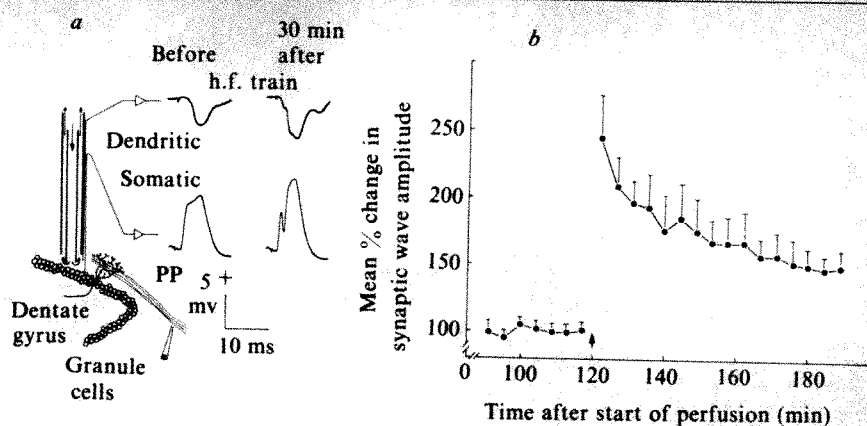 a
Before
30 min
after
h.f. train
Dendritic
Somatic
PP
5 +
mv
10 ms
Dentate
gyrus
Granule
cells
b
Mean % change in
synaptic wave amplitude
250
200
150
100
0
100
120
140
160
180
Time after start of perfusion (min)